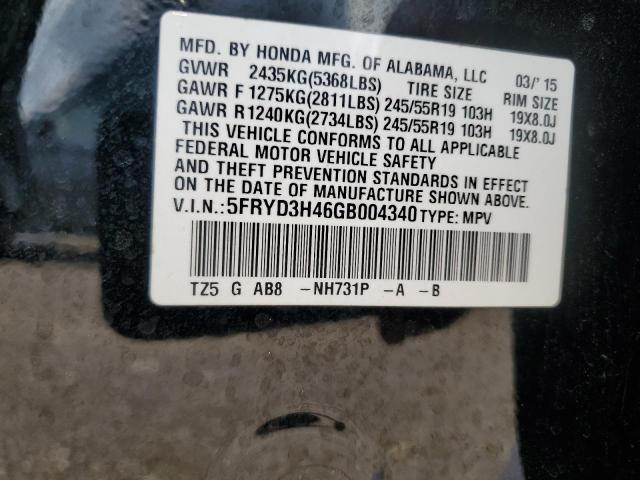 MFD. BY HONDA MFG. OF ALABAMA, LLC 03/'15
GVWR 2435KG(5368LBS) TIRE SIZE RIM SIZE
GAWR F 1275KG(2811LBS) 245/55R19 103H 19X8.0J
GAWR R 1240KG(2734LBS) 245/55R19 103H 19X8.0J
THIS VEHICLE CONFORMS TO ALL APPLICABLE
FEDERAL MOTOR VEHICLE SAFETY
AND THEFT PREVENTION STANDARDS IN EFFECT
ON THE DATE OF MANUFACTURE SHOWN ABOVE.
V.I.N.: 5FRYD3H46GB004340 TYPE: MPV
TZ5 G AB8 -NH731P -A -B